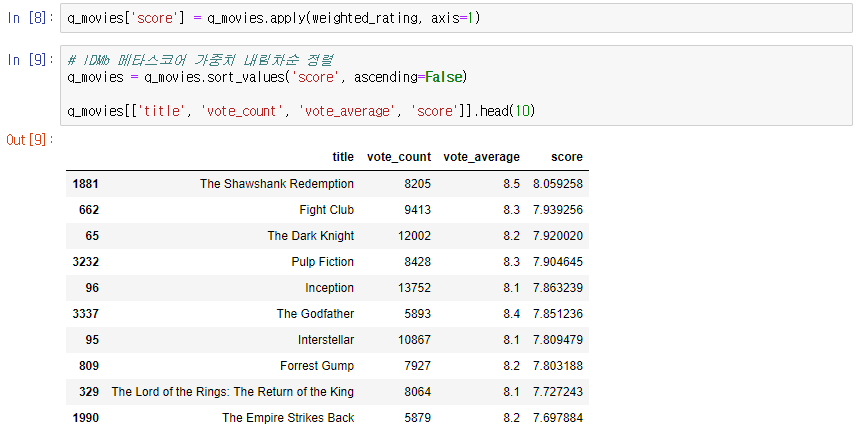 In [8]: q_movies['score'] = q_movies.apply(weighted_rating, axis=1)
In [9]: # IDMb 메타스코어 가중치 내림차순 정렬
q_movies = q_movies.sort_values('score', ascending=False)
q_movies[['title', 'vote_count', 'vote_average', 'score']].head(10)
Out[9]:
title vote_count vote_average score
1881 The Shawshank Redemption 8205 8.5 8.059258
662 Fight Club 9413 8.3 7.939256
65 The Dark Knight 12002 8.2 7.920020
3232 Pulp Fiction 8428 8.3 7.904645
96 Inception 13752 8.1 7.863239
3337 The Godfather 5893 8.4 7.851236
95 Interstellar 10867 8.1 7.809479
809 Forrest Gump 7927 8.2 7.803188
329 The Lord of the Rings: The Return of the King 8064 8.1 7.727243
1990 The Empire Strikes Back 5879 8.2 7.697884